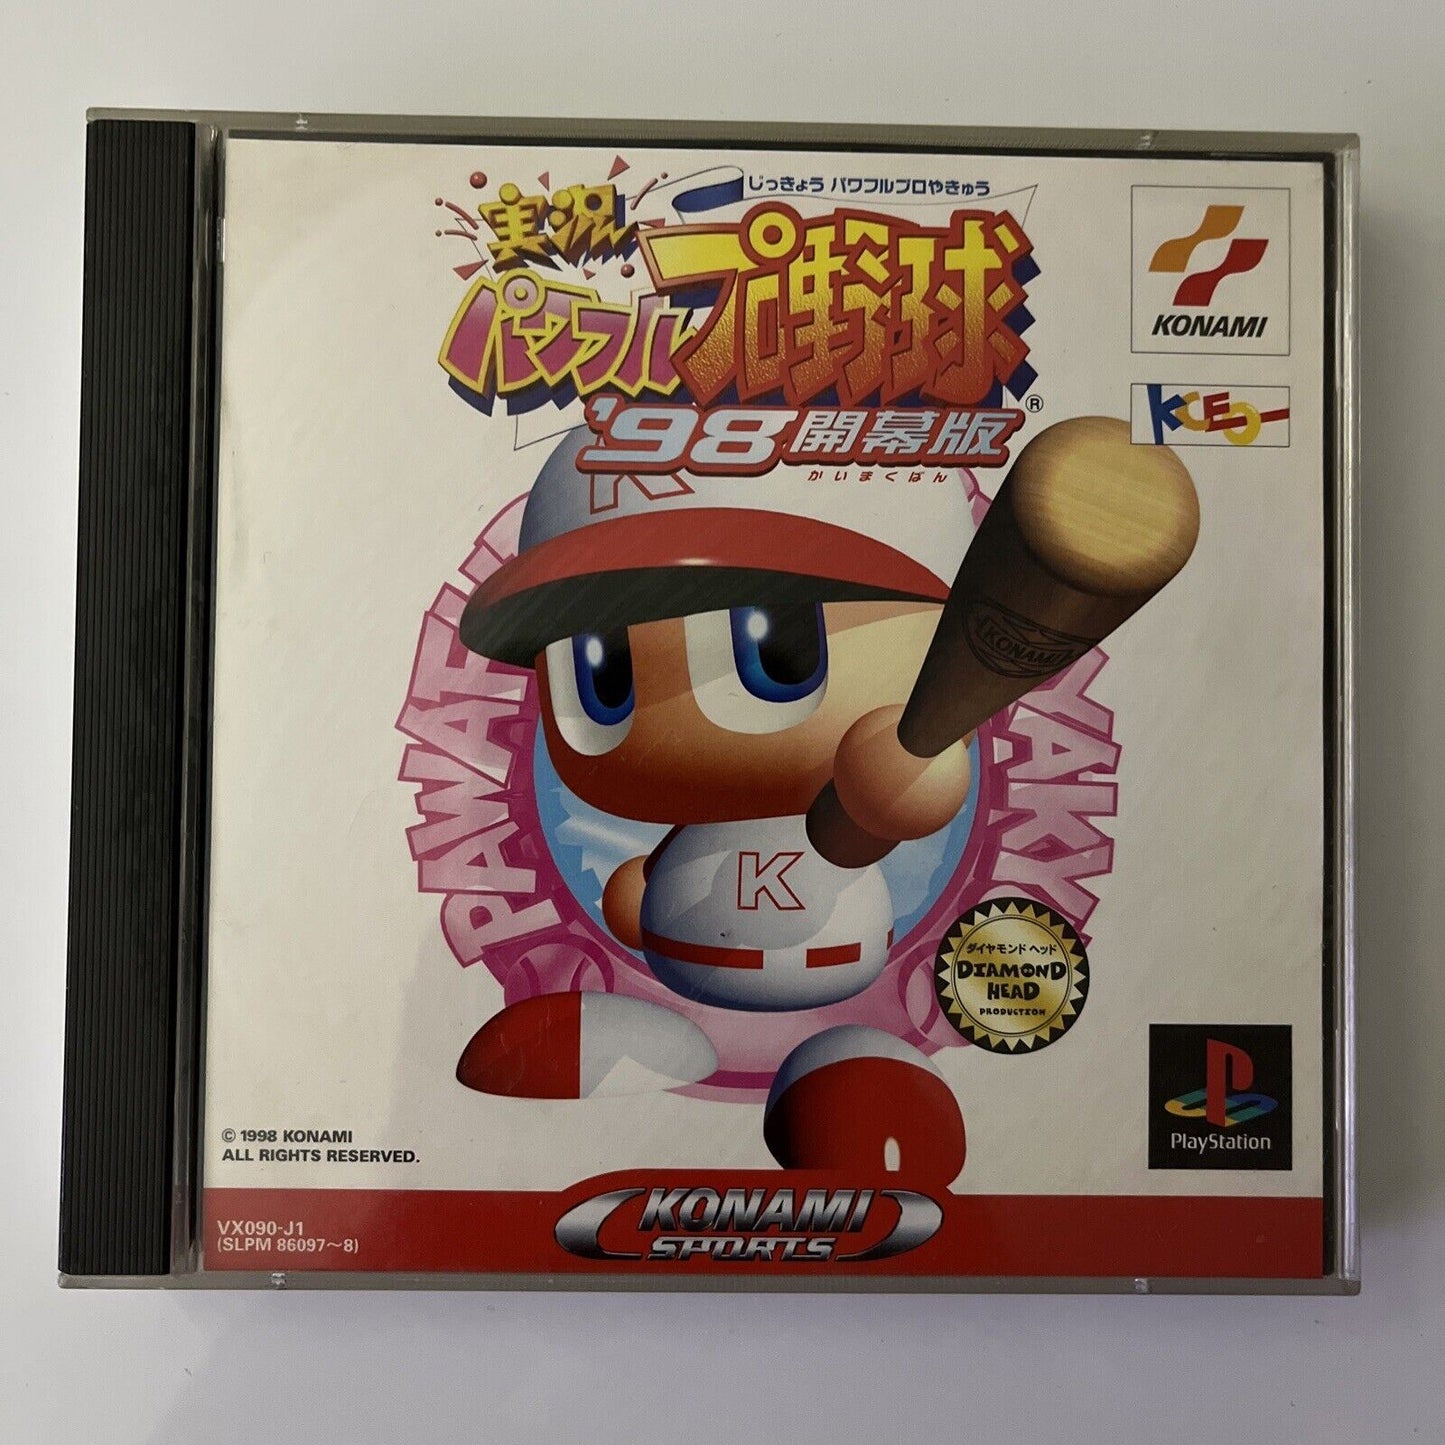 じっきょう パワフルプロやきゅう
実況
パワフル
プロ野球
®
'98開幕版
かいまくばん
KONAMI
KCEO
K
KONAMI
PAWAF
YAKY
K
ダイヤモンド ヘッド
DIAMOND
HEAD
PRODUCTION
PlayStation
© 1998 KONAMI
ALL RIGHTS RESERVED.
VX090-J1
(SLPM 86097~8)
KONAMI
SPORTS